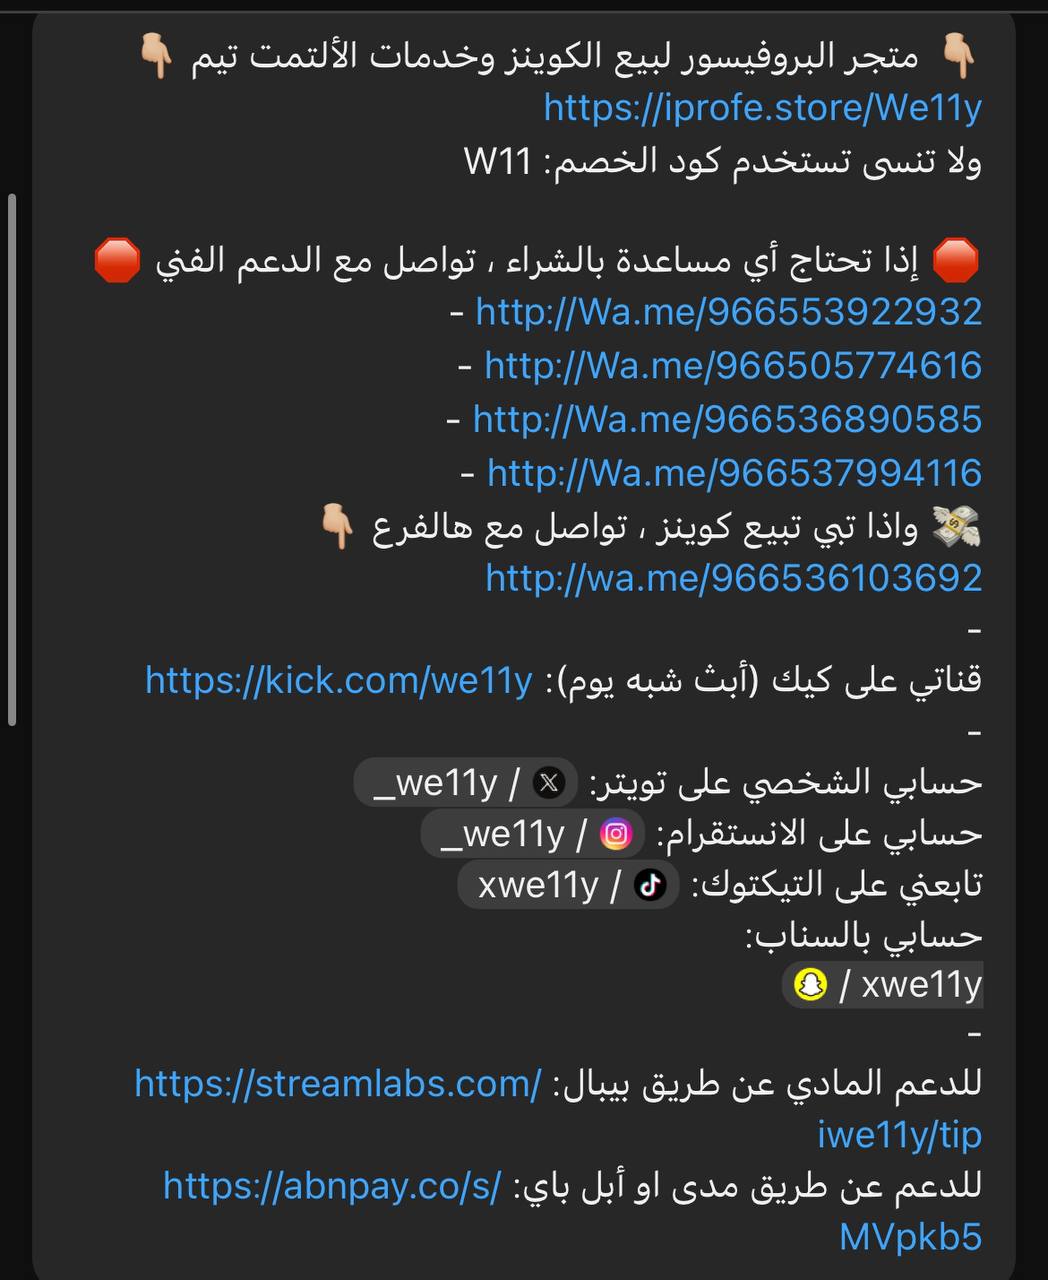 👇🏼 متجر البروفيسور لبيع الكوينز وخدمات الألتمت تيم 👇🏼
https://iprofe.store/We11y
ولا تنسى تستخدم كود الخصم: W11
🛑 إذا تحتاج أي مساعدة بالشراء ، تواصل مع الدعم الفني 🛑
http://Wa.me/966553922932 -
http://Wa.me/966505774616 -
http://Wa.me/966536890585 -
http://Wa.me/966537994116 -
💸 واذا تبي تبيع كوينز ، تواصل مع هالفرع 👇🏼
http://wa.me/966536103692
-
قناتي على كيك (أبث شبه يوم): https://kick.com/we11y
-
حسابي الشخصي على تويتر: / we11y_
حسابي على الانستقرام: / we11y_
تابعني على التيكتوك: / xwe11y
حسابي بالسناب:
/ xwe11y
-
للدعم المادي عن طريق بيبال: https://streamlabs.com/
iwe11y/tip
للدعم عن طريق مدى او أبل باي: https://abnpay.co/s/
MVpkb5